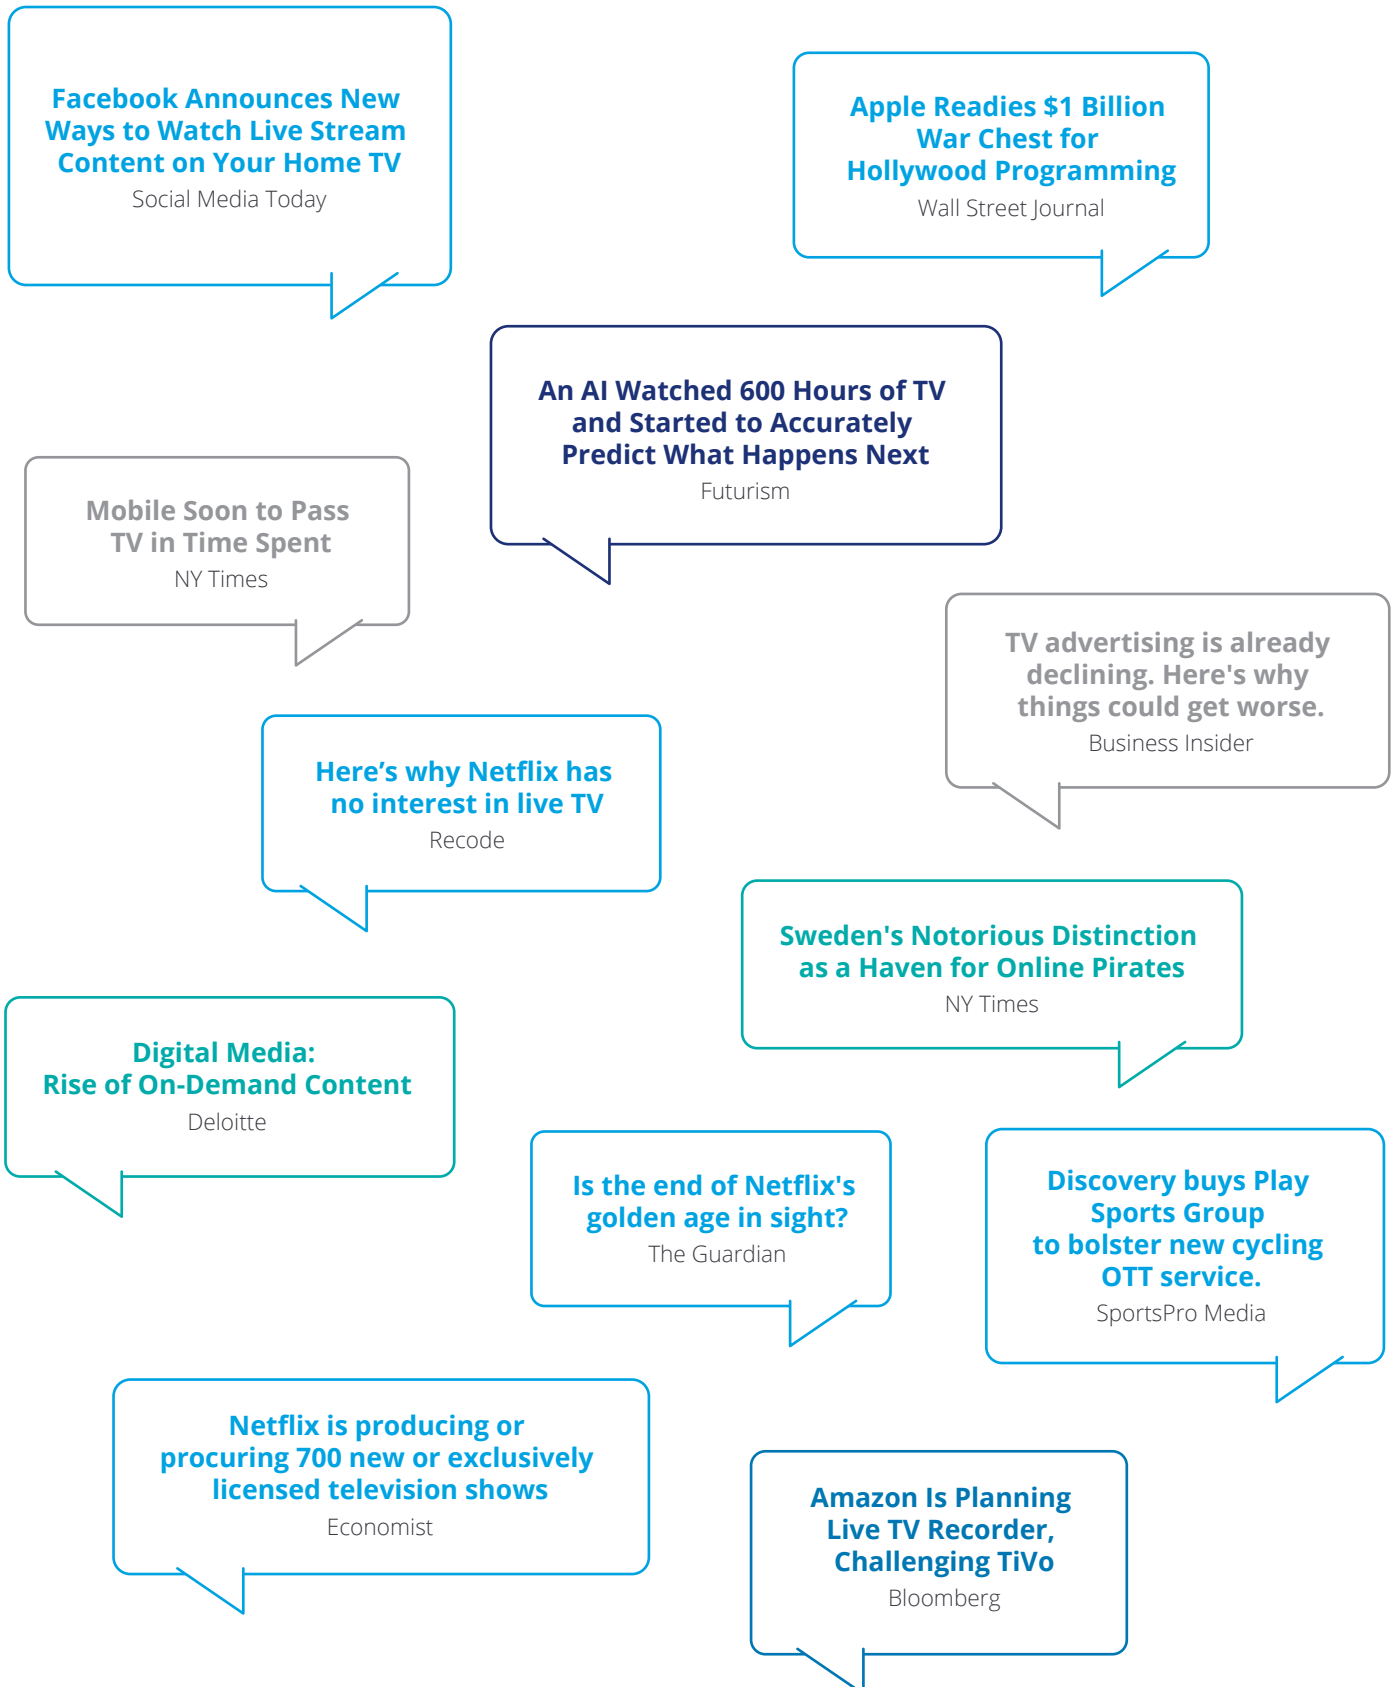 Facebook Announces New
Ways to Watch Live Stream
Content on Your Home TV
Social Media Today
Apple Readies $1 Billion
War Chest for
Hollywood Programming
Wall Street Journal
An AI Watched 600 Hours of TV
and Started to Accurately
Predict What Happens Next
Futurism
Mobile Soon to Pass
TV in Time Spent
NY Times
TV advertising is already
declining. Here's why
things could get worse.
Business Insider
Here’s why Netflix has
no interest in live TV
Recode
Sweden's Notorious Distinction
as a Haven for Online Pirates
NY Times
Digital Media:
Rise of On-Demand Content
Deloitte
Is the end of Netflix's
golden age in sight?
The Guardian
Discovery buys Play
Sports Group
to bolster new cycling
OTT service.
SportsPro Media
Netflix is producing or
procuring 700 new or exclusively
licensed television shows
Economist
Amazon Is Planning
Live TV Recorder,
Challenging TiVo
Bloomberg